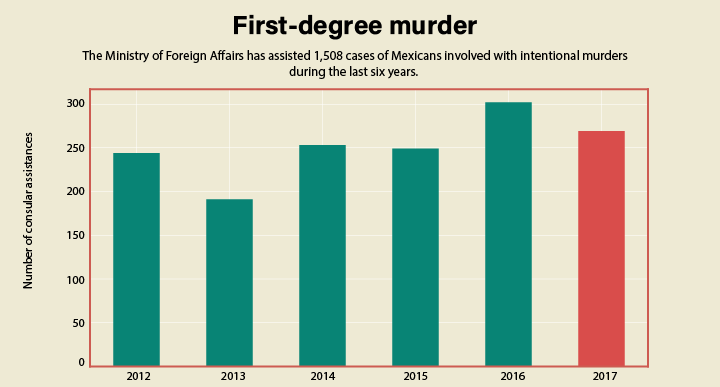 First-degree murder
The Ministry of Foreign Affairs has assisted 1,508 cases of Mexicans involved with intentional murders
during the last six years.
Number of consular assistances
300
250
200
150
100
50
0
2012 2013 2014 2015 2016 2017